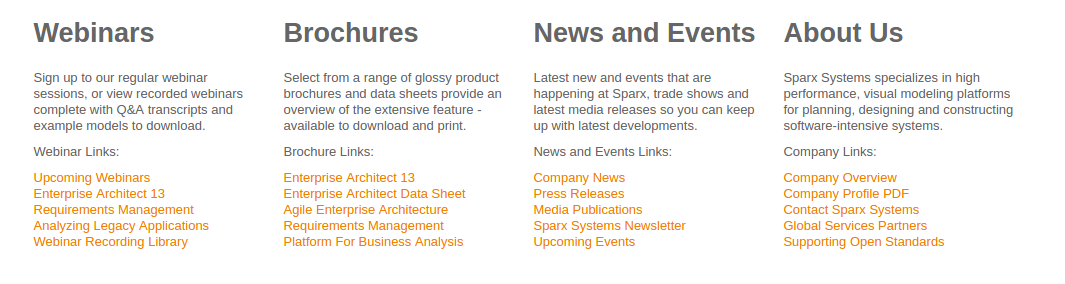 Webinars
Sign up to our regular webinar
sessions, or view recorded webinars
complete with Q&A transcripts and
example models to download.
Webinar Links:
Upcoming Webinars
Enterprise Architect 13
Requirements Management
Analyzing Legacy Applications
Webinar Recording Library
Brochures
Select from a range of glossy product
brochures and data sheets provide an
overview of the extensive feature -
available to download and print.
Brochure Links:
Enterprise Architect 13
Enterprise Architect Data Sheet
Agile Enterprise Architecture
Requirements Management
Platform For Business Analysis
News and Events
Latest new and events that are
happening at Sparx, trade shows and
latest media releases so you can keep
up with latest developments.
News and Events Links:
Company News
Press Releases
Media Publications
Sparx Systems Newsletter
Upcoming Events
About Us
Sparx Systems specializes in high
performance, visual modeling platforms
for planning, designing and constructing
software-intensive systems.
Company Links:
Company Overview
Company Profile PDF
Contact Sparx Systems
Global Services Partners
Supporting Open Standards